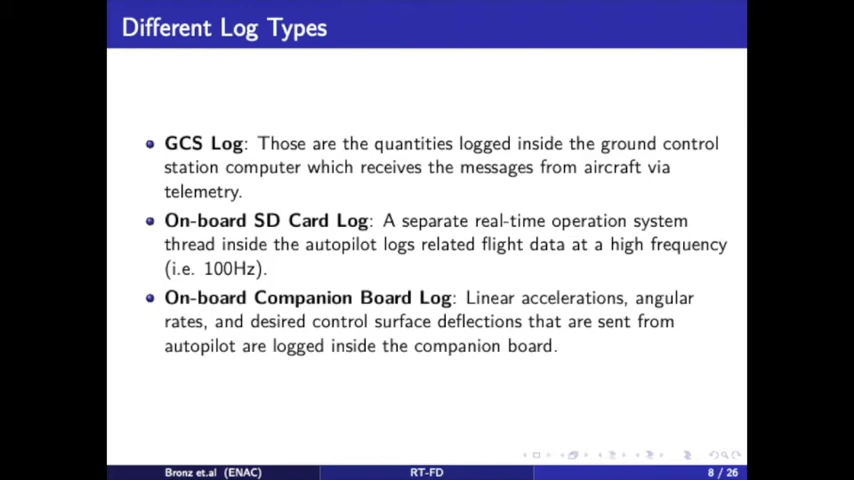 Different Log Types
GCS Log: Those are the quantities logged inside the ground control
station computer which receives the messages from aircraft via
telemetry.
On-board SD Card Log: A separate real-time operation system
thread inside the autopilot logs related flight data at a high frequency
(i.e. 100Hz).
On-board Companion Board Log: Linear accelerations, angular
rates, and desired control surface deflections that are sent from
autopilot are logged inside the companion board.
Bronz et.al (ENAC)
RT-FD
8 / 26